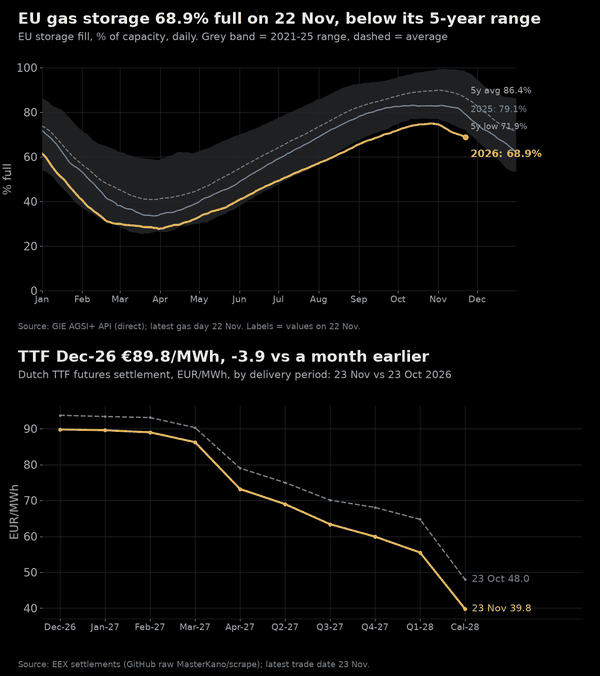 EU gas storage 68.9% full on 22 Nov, below its 5-year range
EU storage fill, % of capacity, daily. Grey band = 2021-25 range, dashed = average
% full
100
80
60
40
20
0
5y avg 86.4%
2025: 79.1%
5y low 71.9%
2026: 68.9%
Jan Feb Mar Apr May Jun Jul Aug Sep Oct Nov Dec
Source: GIE AGSI+ API (direct); latest gas day 22 Nov. Labels = values on 22 Nov.
TTF Dec-26 €89.8/MWh, -3.9 vs a month earlier
Dutch TTF futures settlement, EUR/MWh, by delivery period: 23 Nov vs 23 Oct 2026
EUR/MWh
90
80
70
60
50
40
23 Oct 48.0
23 Nov 39.8
Dec-26 Jan-27 Feb-27 Mar-27 Apr-27 Q2-27 Q3-27 Q4-27 Q1-28 Cal-28
Source: EEX settlements (GitHub raw MasterKano/scrape); latest trade date 23 Nov.